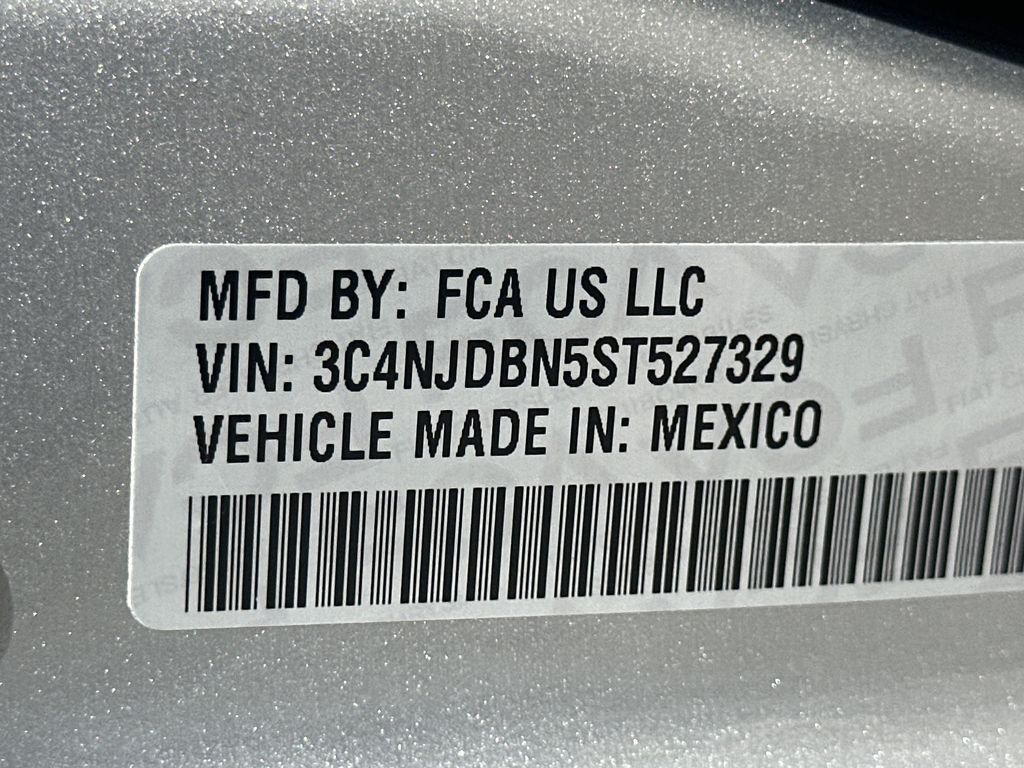 MFD BY: FCA US LLC
VIN: 3C4NJDBN5ST527329
VEHICLE MADE IN: MEXICO